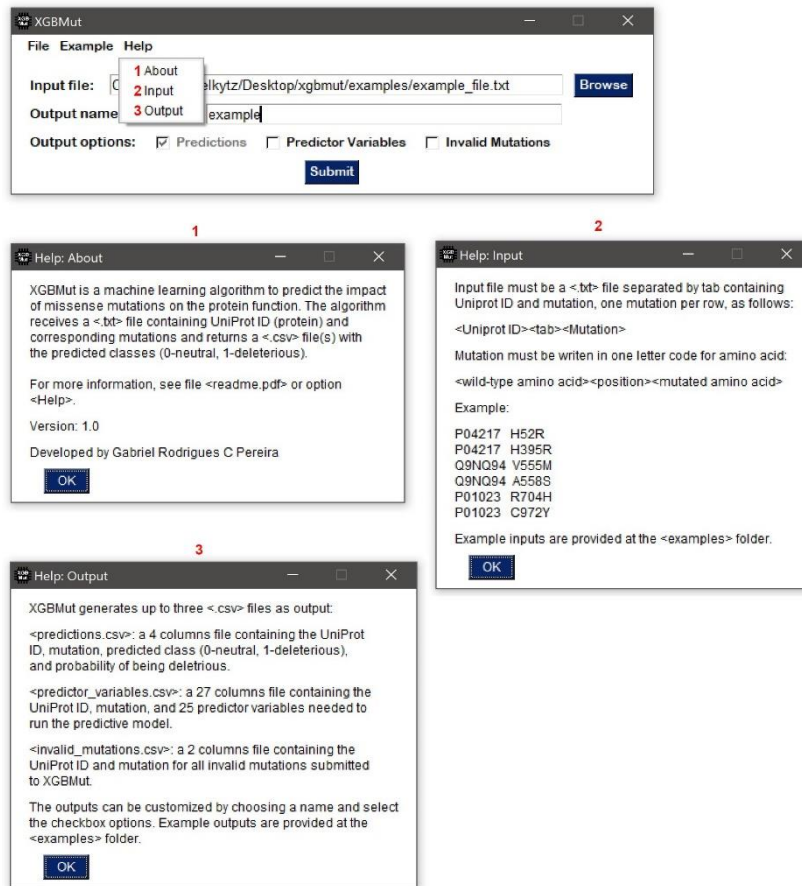 XGB Mut XGBMut
File Example Help
1 About
2 Input
3 Output
Input file: elkytz/Desktop/xgbmut/examples/example_file.txt Browse
Output name example
Output options: Predictions Predictor Variables Invalid Mutations
Submit
1
Help: About
XGBMut is a machine learning algorithm to predict the impact
of missense mutations on the protein function. The algorithm
receives a <.txt> file containing UniProt ID (protein) and
corresponding mutations and returns a <.csv> file(s) with
the predicted classes (0-neutral, 1-deleterious).
For more information, see file <readme.pdf> or option
<Help>.
Version: 1.0
Developed by Gabriel Rodrigues C Pereira
OK
2
Help: Input
Input file must be a <.txt> file separated by tab containing
Uniprot ID and mutation, one mutation per row, as follows:
<Uniprot ID><tab><Mutation>
Mutation must be writen in one letter code for amino acid:
<wild-type amino acid><position><mutated amino acid>
Example:
P04217 H52R
P04217 H395R
Q9NQ94 V555M
Q9NQ94 A558S
P01023 R704H
P01023 C972Y
Example inputs are provided at the <examples> folder.
OK
3
Help: Output
XGBMut generates up to three <.csv> files as output:
<predictions.csv>: a 4 columns file containing the UniProt
ID, mutation, predicted class (0-neutral, 1-deleterious),
and probability of being deletrious.
<predictor_variables.csv>: a 27 columns file containing the
UniProt ID, mutation, and 25 predictor variables needed to
run the predictive model.
<invalid_mutations.csv>: a 2 columns file containing the
UniProt ID and mutation for all invalid mutations submitted
to XGBMut.
The outputs can be customized by choosing a name and select
the checkbox options. Example outputs are provided at the
<examples> folder.
OK